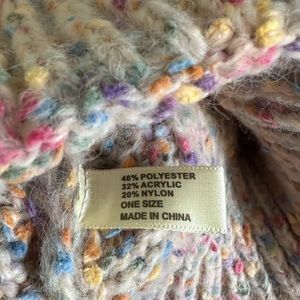 48% POLYESTER
32% ACRYLIC
20% NYLON
ONE SIZE
MADE IN CHINA